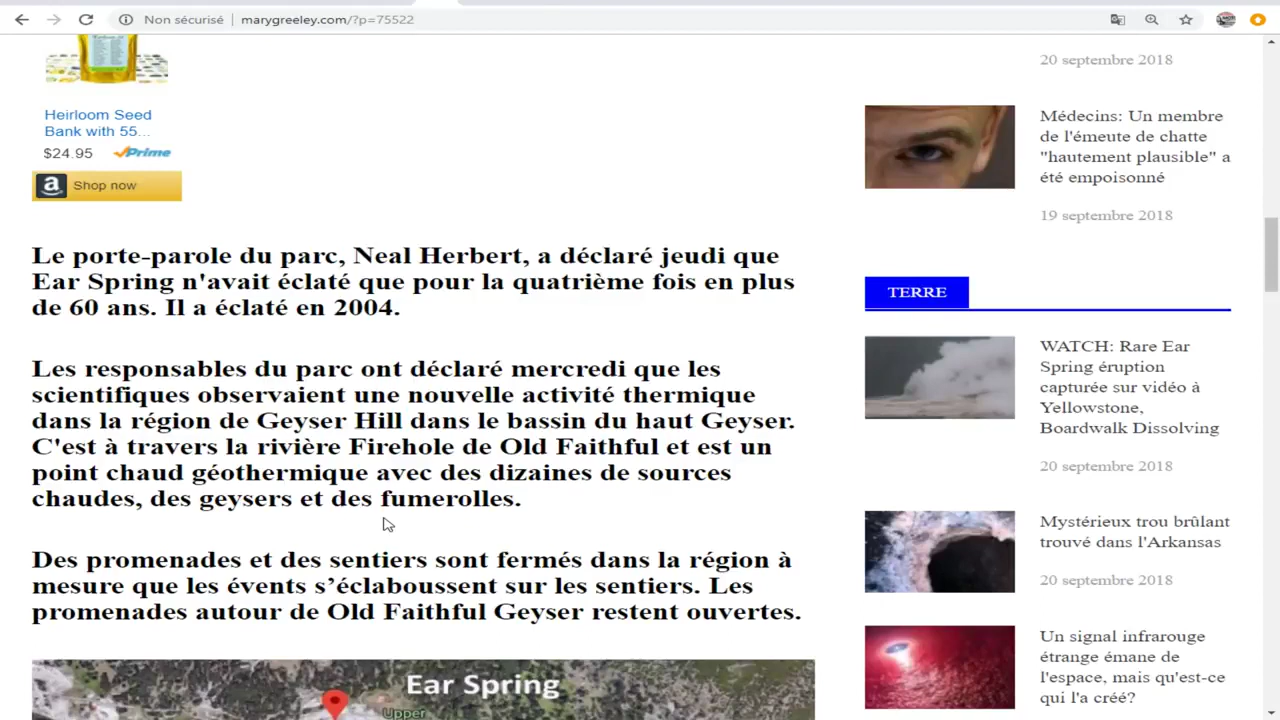 Non sécurisé | marygreeley.com/?p=75522
Heirloom Seed
Bank with 55...
$24.95 Prime
a Shop now
Le porte-parole du parc, Neal Herbert, a déclaré jeudi que
Ear Spring n'avait éclaté que pour la quatrième fois en plus
de 60 ans. Il a éclaté en 2004.
Les responsables du parc ont déclaré mercredi que les
scientifiques observaient une nouvelle activité thermique
dans la région de Geyser Hill dans le bassin du haut Geyser.
C'est à travers la rivière Firehole de Old Faithful et est un
point chaud géothermique avec des dizaines de sources
chaudes, des geysers et des fumerolles.
Des promenades et des sentiers sont fermés dans la région à
mesure que les évents s’éclaboussent sur les sentiers. Les
promenades autour de Old Faithful Geyser restent ouvertes.
Ear Spring
Upper
20 septembre 2018
Médecins: Un membre
de l'émeute de chatte
"hautement plausible" a
été empoisonné
19 septembre 2018
TERRE
WATCH: Rare Ear
Spring éruption
capturée sur vidéo à
Yellowstone,
Boardwalk Dissolving
20 septembre 2018
Mystérieux trou brûlant
trouvé dans l'Arkansas
20 septembre 2018
Un signal infrarouge
étrange émane de
l'espace, mais qu'est-ce
qui l'a créé?